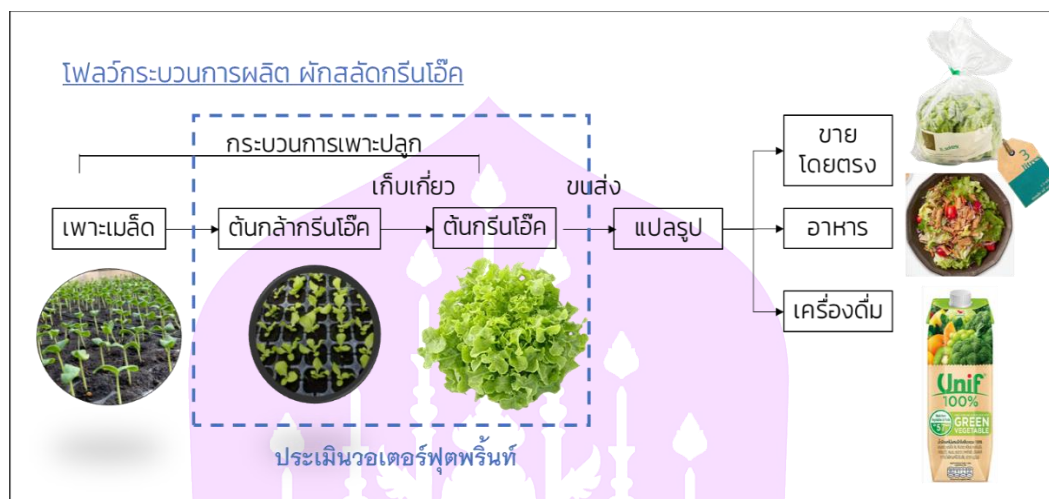 โฟลว์กระบวนการผลิต ผักสลัดกรีนโอ๊ค
กระบวนการเพาะปลูก
เก็บเกี่ยว
ขนส่ง
เพาะเมล็ด
ต้นกล้ากรีนโอ๊ค
ต้นกรีนโอ๊ค
แปลรูป
ขาย
โดยตรง
อาหาร
เครื่องดื่ม
ประเมินวอเตอร์ฟุตพริ้นท์
3
litres
Unif
100%
GREEN
VEGETABLE